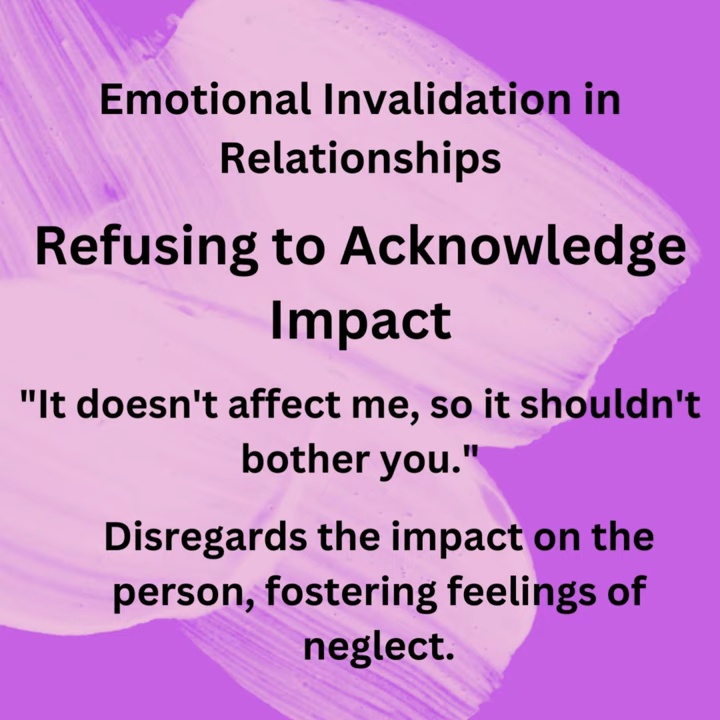 Emotional Invalidation in
Relationships
Refusing to Acknowledge
Impact
"It doesn't affect me, so it shouldn't
bother you."
Disregards the impact on the
person, fostering feelings of
neglect.